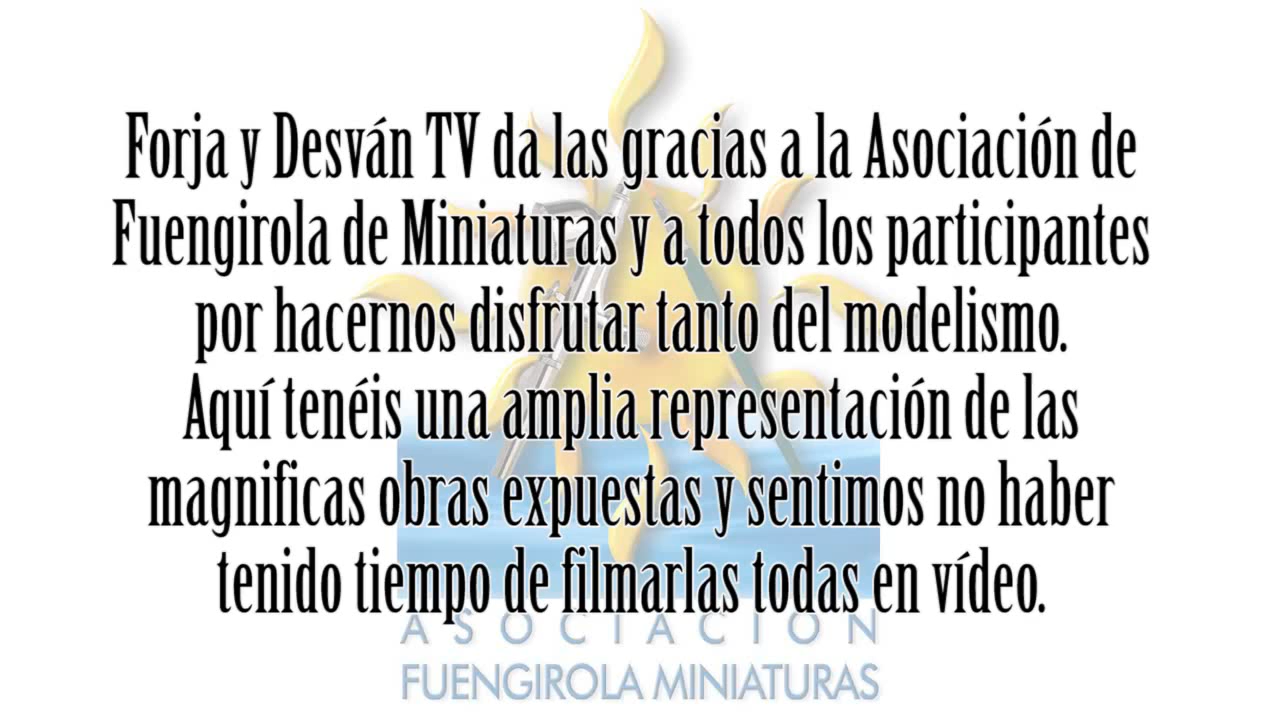 Forja y Desván TV da las gracias a la Asociación de
Fuengirola de Miniaturas y a todos los participantes
por hacernos disfrutar tanto del modelismo.
Aquí tenéis una amplia representación de las
magnificas obras expuestas y sentimos no haber
tenido tiempo de filmarlas todas en vídeo.
ASOCIACIÓN
FUENGIROLA MINIATURAS